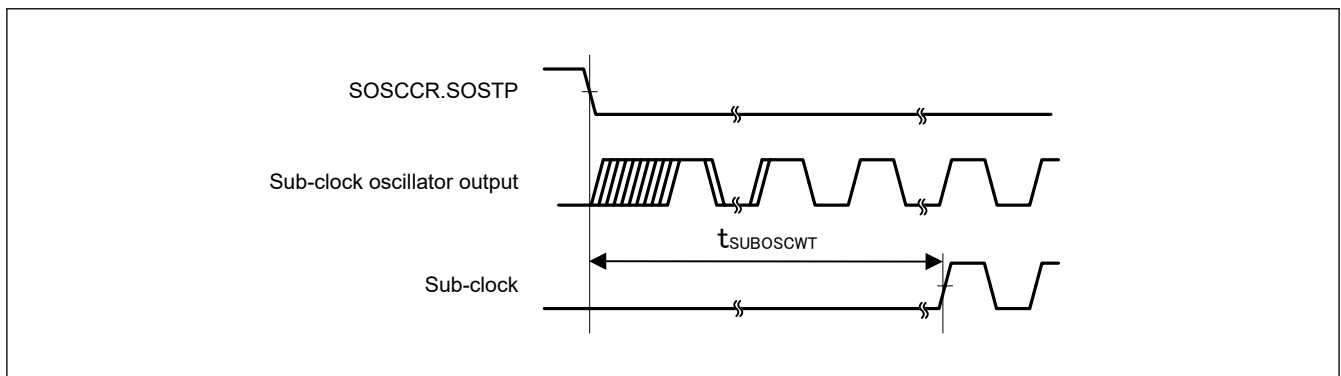 SOSCCR.SOSTP
Sub-clock oscillator output
tSUBOSCWT
Sub-clock